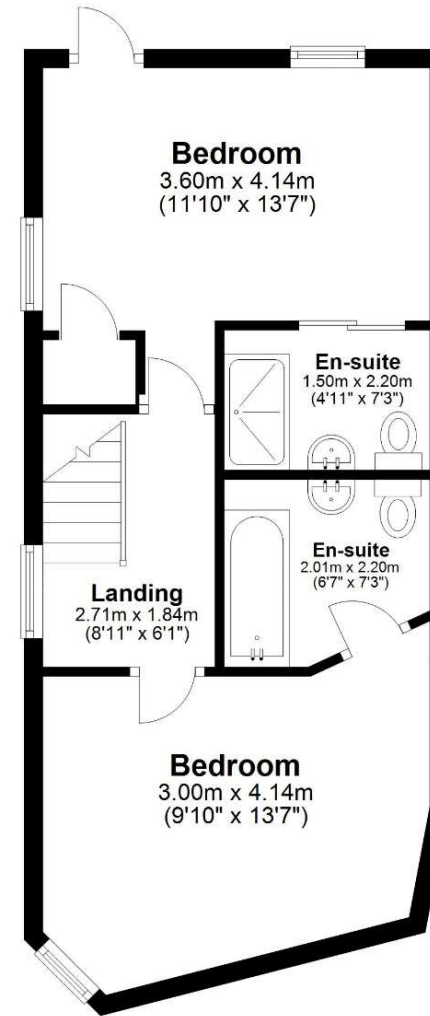 Bedroom
3.60m x 4.14m
(11'10" x 13'7")
En-suite
1.50m x 2.20m
(4'11" x 7'3")
En-suite
2.01m x 2.20m
(6'7" x 7'3")
Landing
2.71m x 1.84m
(8'11" x 6'1")
Bedroom
3.00m x 4.14m
(9'10" x 13'7")